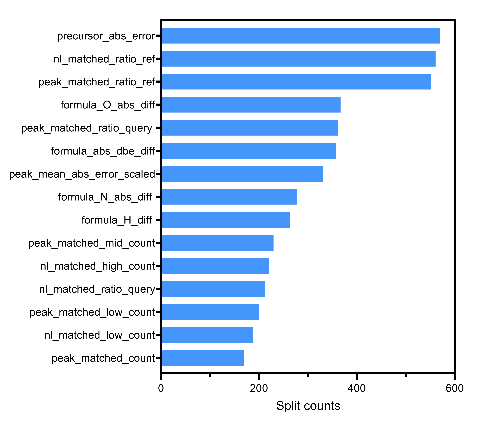 precursor_abs_error
nl_matched_ratio_ref
peak_matched_ratio_ref
formula_O_abs_diff
peak_matched_ratio_query
formula_abs_dbe_diff
peak_mean_abs_error_scaled
formula_N_abs_diff
formula_H_diff
peak_matched_mid_count
nl_matched_high_count
nl_matched_ratio_query
peak_matched_low_count
nl_matched_low_count
peak_matched_count
0 200 400 600
Split counts